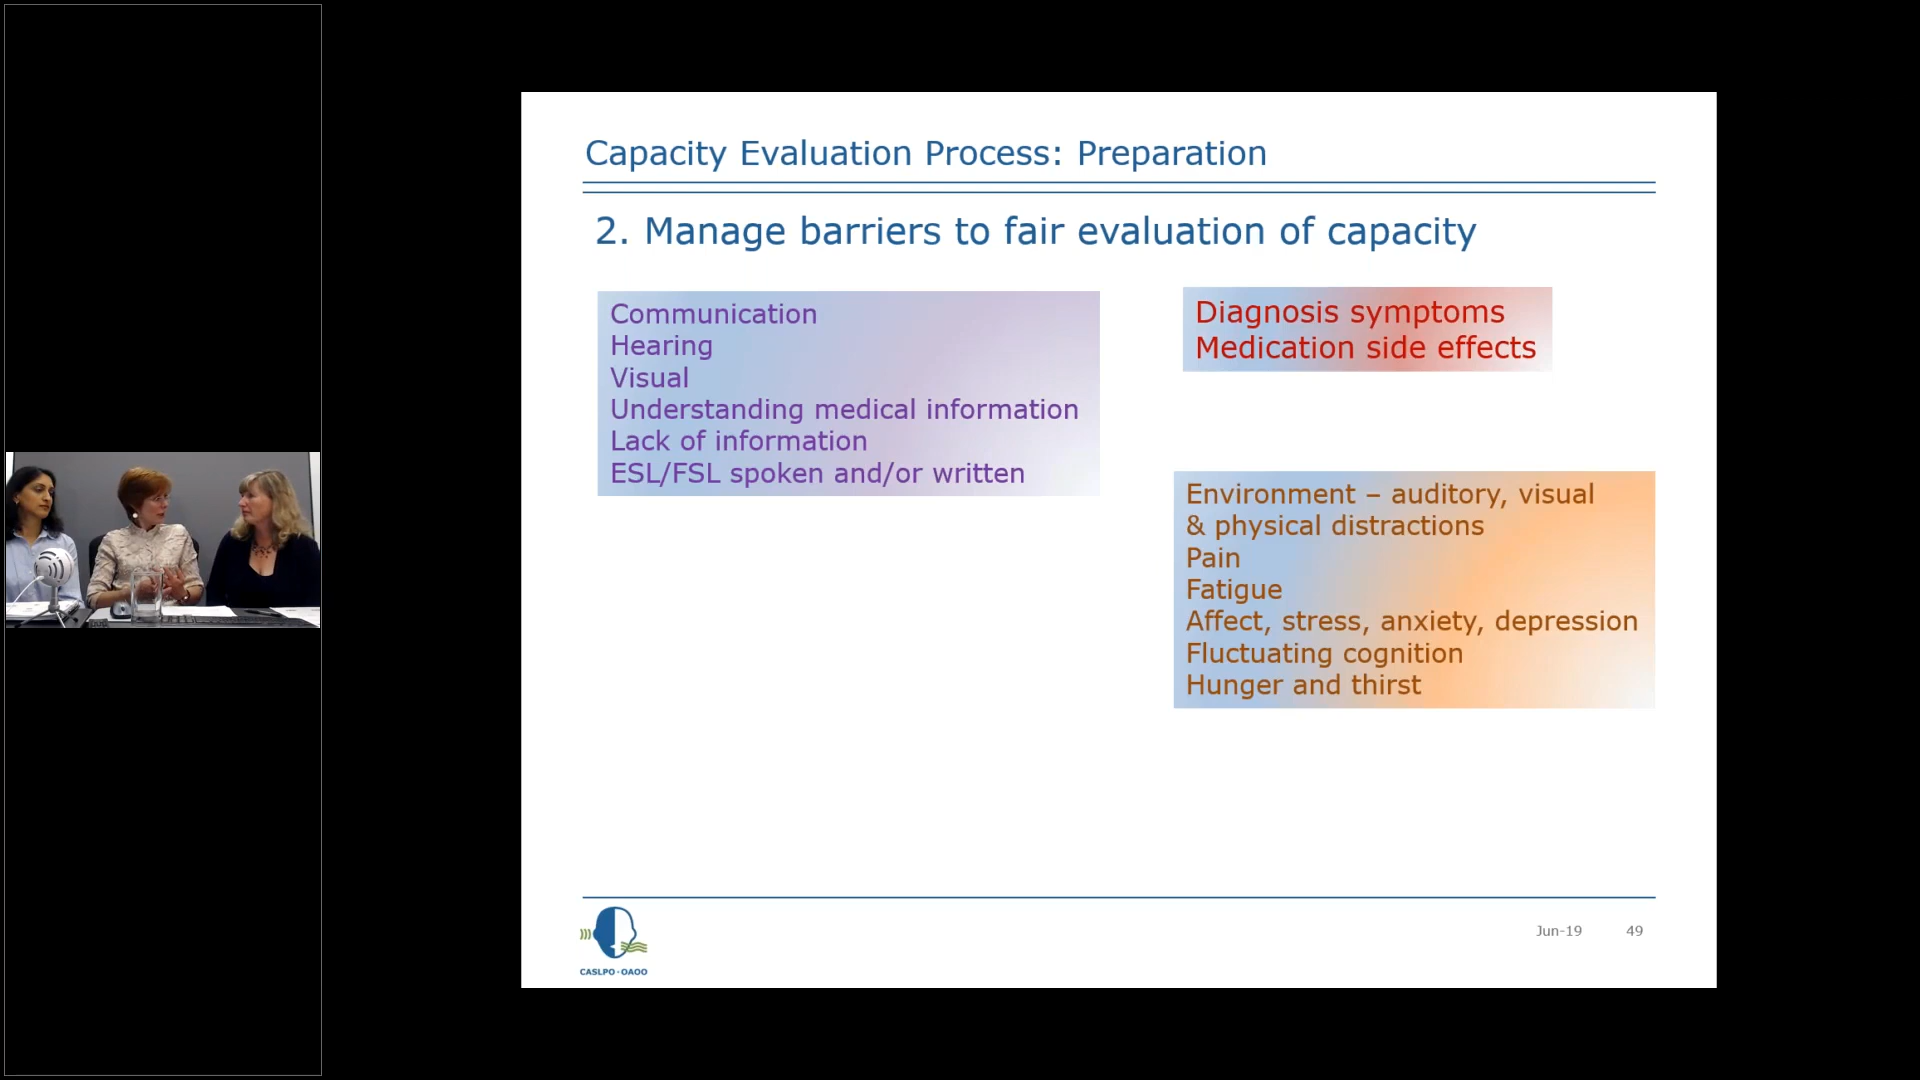 Capacity Evaluation Process: Preparation
2. Manage barriers to fair evaluation of capacity
Communication
Hearing
Visual
Understanding medical information
Lack of information
ESL/FSL spoken and/or written
Diagnosis symptoms
Medication side effects
Environment – auditory, visual
& physical distractions
Pain
Fatigue
Affect, stress, anxiety, depression
Fluctuating cognition
Hunger and thirst
CASLPO·OAOO
Jun-19 49